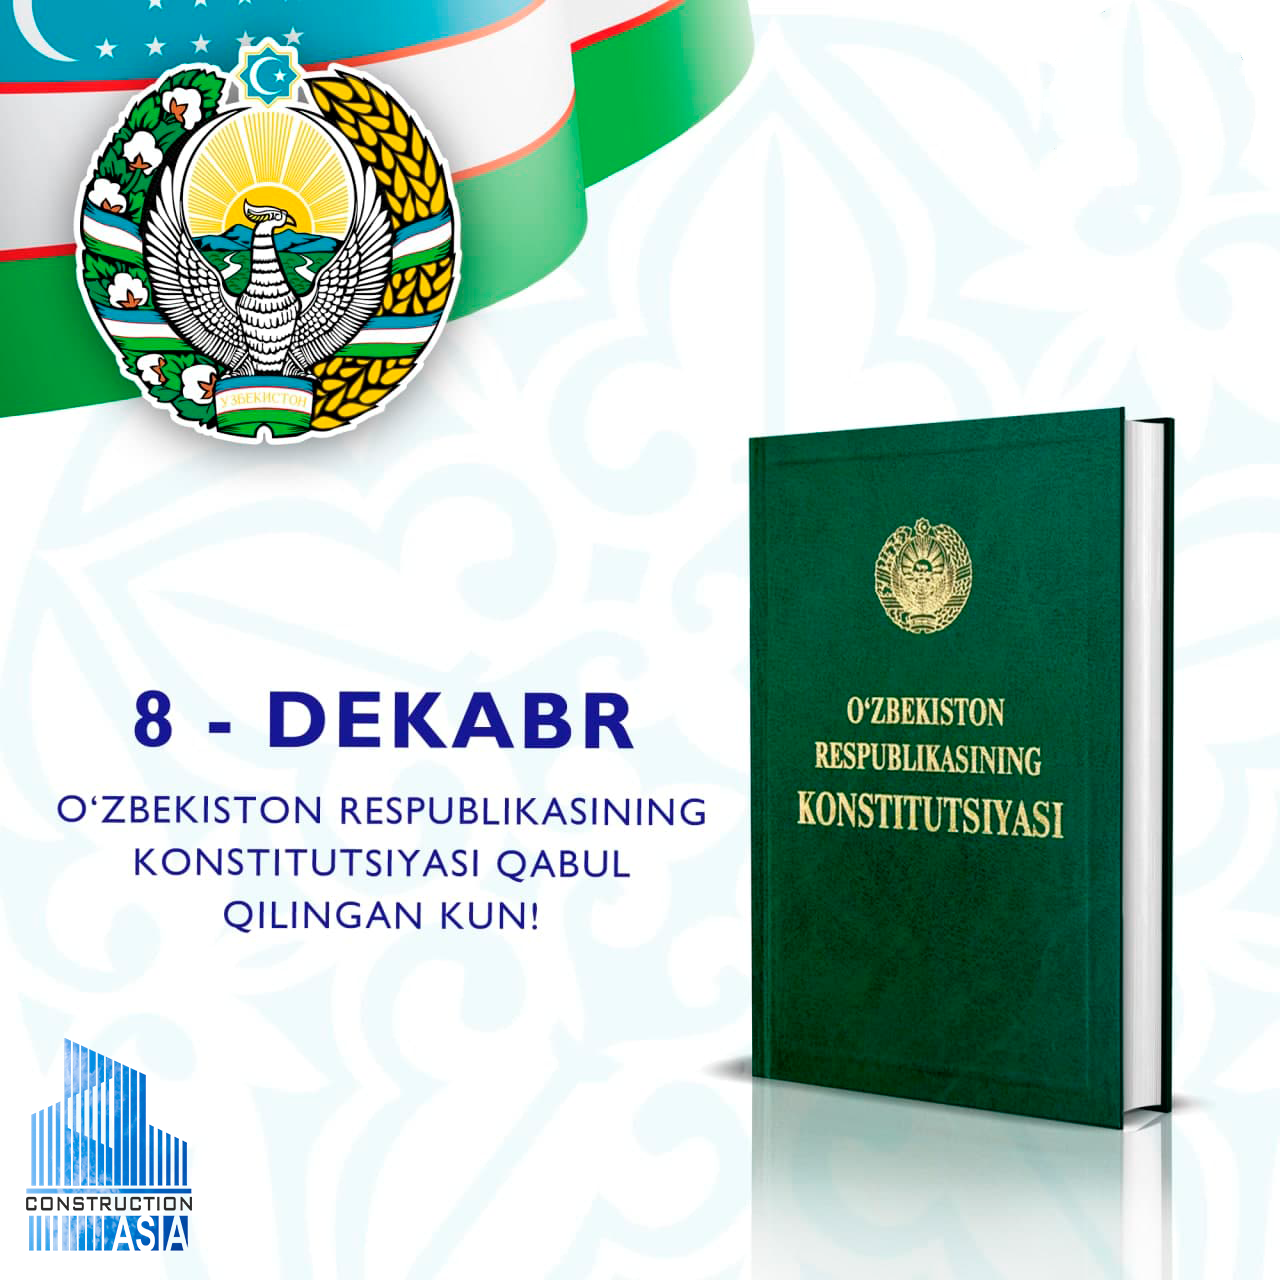 ЎЗБЕКИСТОН
8 - DEKABR
O‘ZBEKISTON RESPUBLIKASINING
KONSTITUTSIYASI QABUL
QILINGAN KUN!
O‘ZBEKISTON
RESPUBLIKASINING
KONSTITUTSIYASI
CONSTRUCTION
ASIA